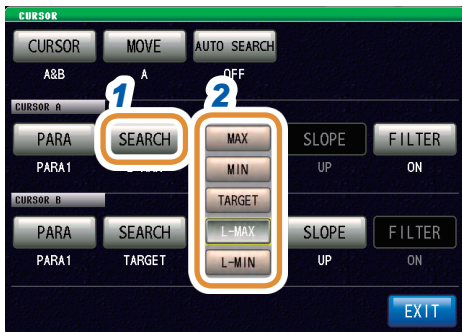 CURSOR
CURSOR MOVE AUTO SEARCH
A&B A OFF
1 2
CURSOR A
PARA SEARCH MAX SLOPE FILTER
PARA1 UP ON
MIN
CURSOR B
TARGET
PARA SEARCH L-MAX SLOPE FILTER
PARA1 TARGET L-MIN UP ON
EXIT